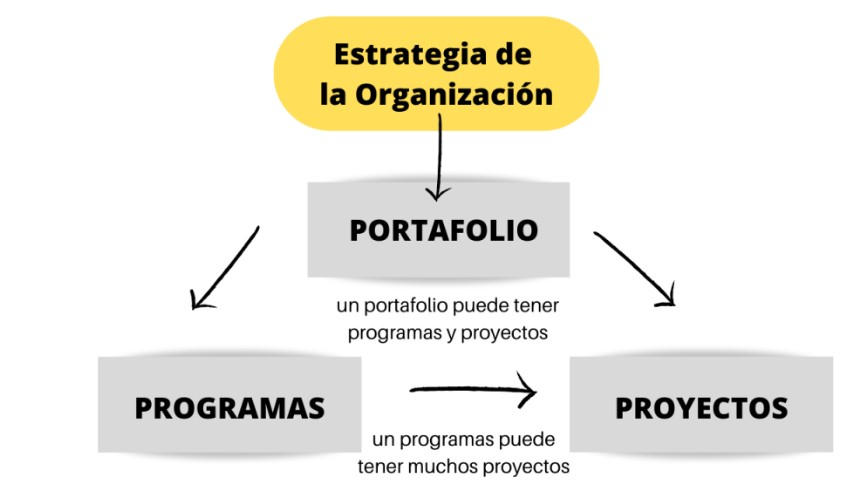 Estrategia de
la Organización
PORTAFOLIO
un portafolio puede tener
programas y proyectos
PROGRAMAS
PROYECTOS
un programas puede
tener muchos proyectos